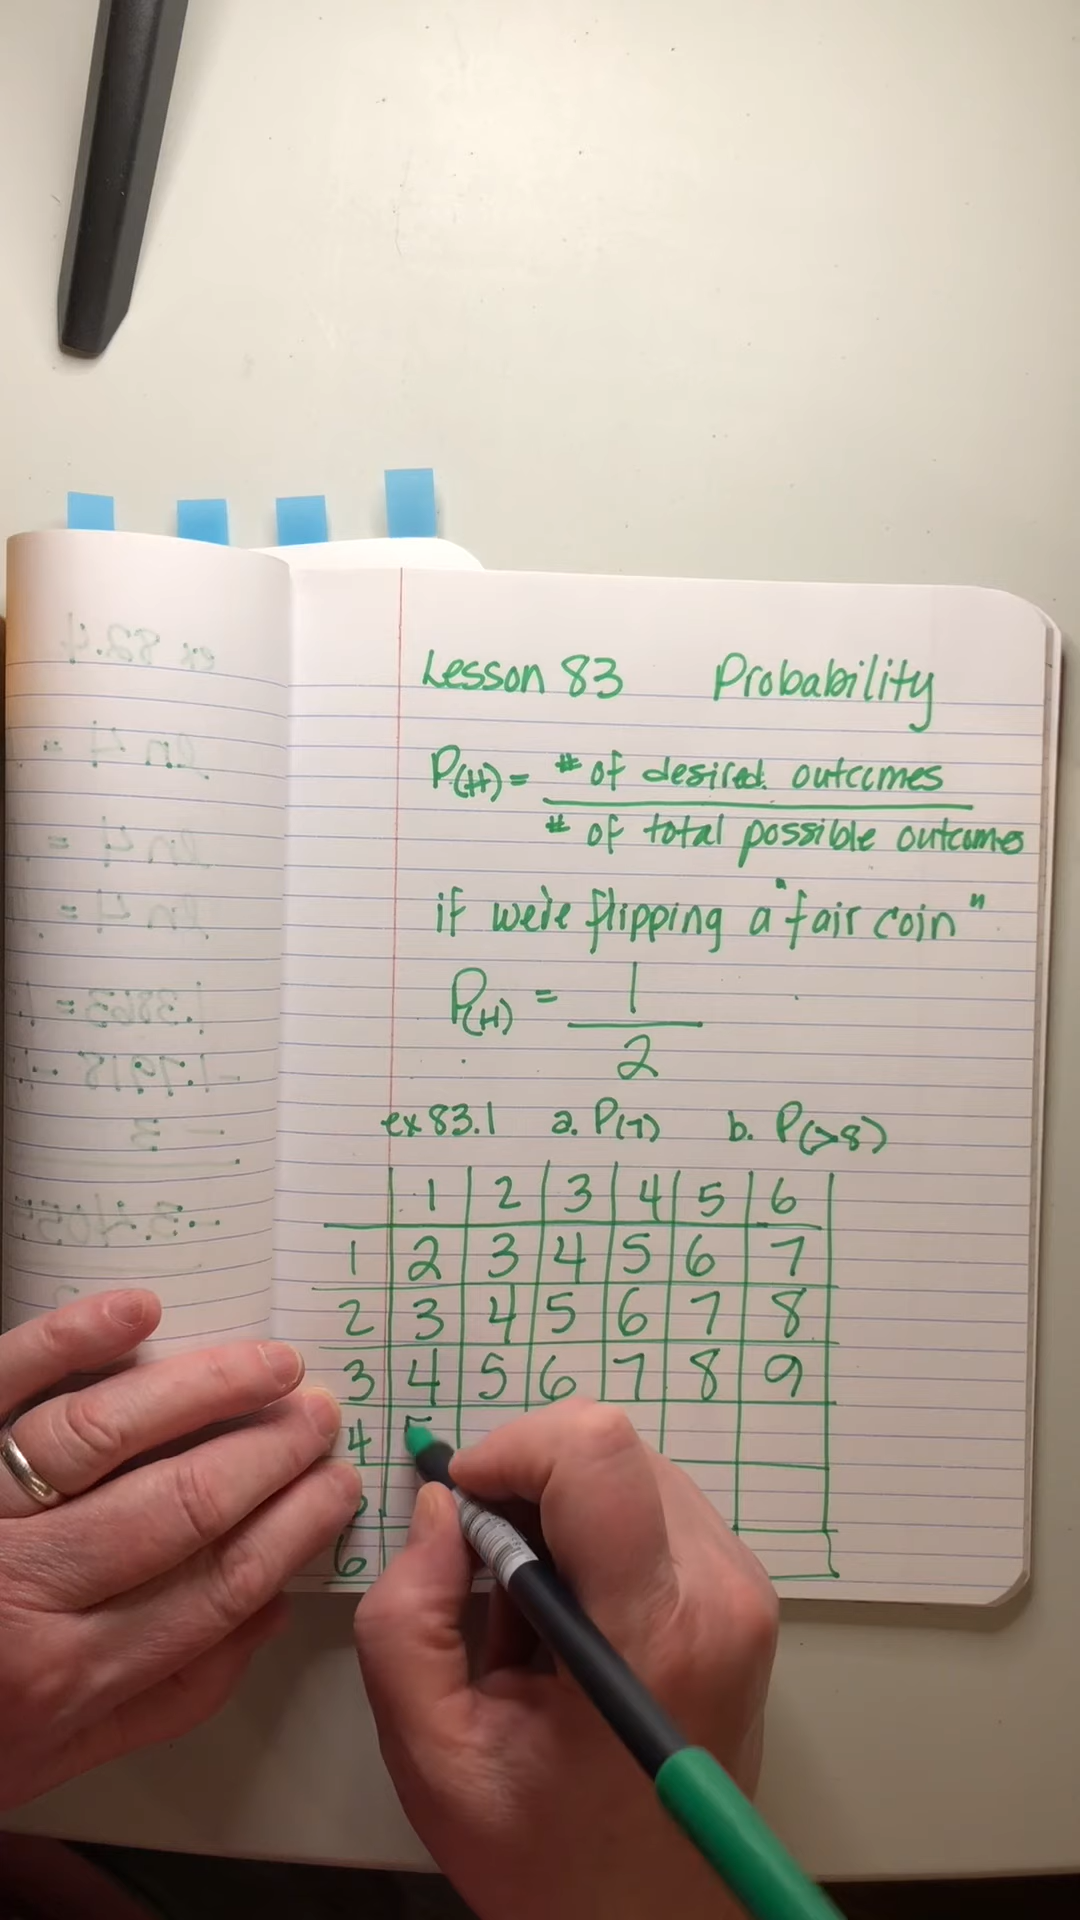 Lesson 83 Probability
P(H) = # of desired outcomes
# of total possible outcomes
if we're flipping a "fair coin"
P(H) = 1
2
ex 83.1 a. P(7) b. P(>8)
1 2 3 4 5 6
1 2 3 4 5 6 7
2 3 4 5 6 7 8
3 4 5 6 7 8 9
4 5
6